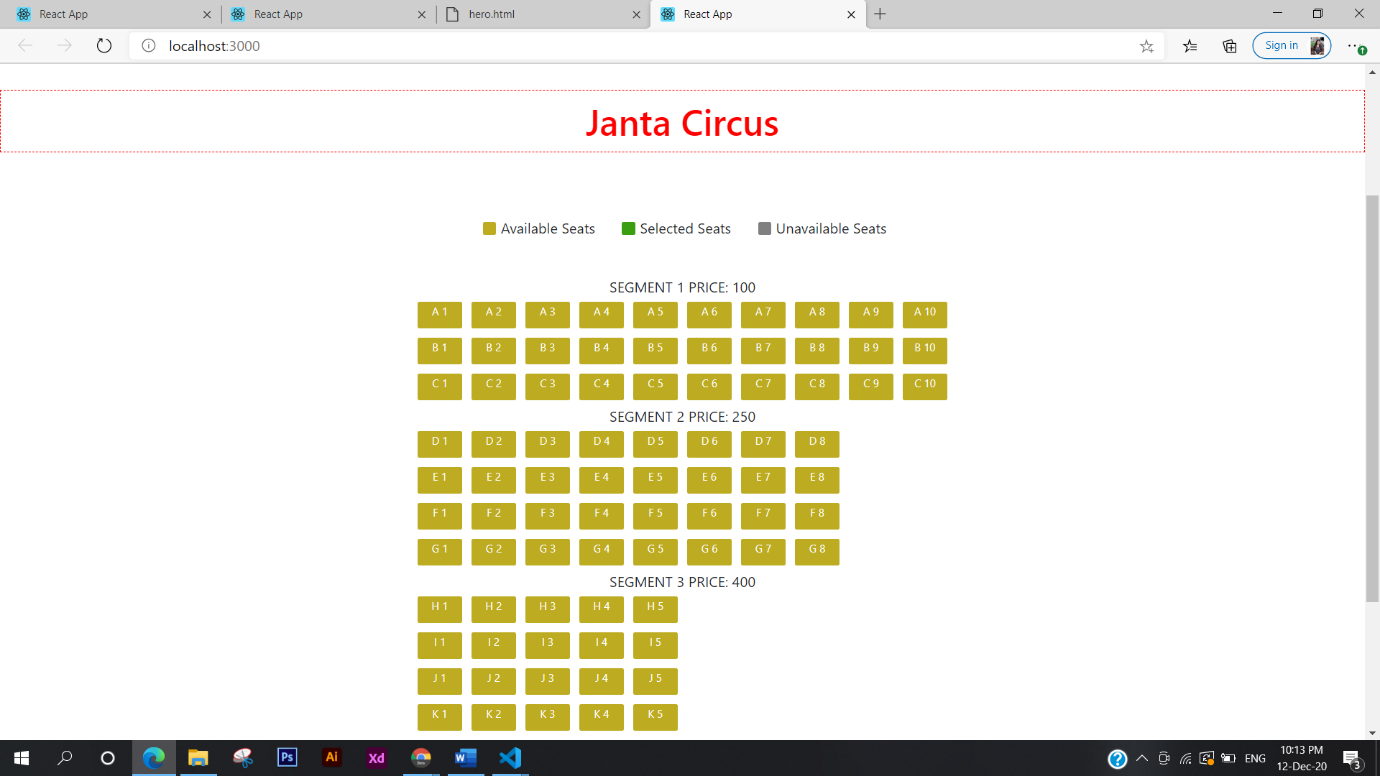 React App React App hero.html React App
localhost:3000 Sign in
Janta Circus
Available Seats Selected Seats Unavailable Seats
SEGMENT 1 PRICE: 100
A 1 A 2 A 3 A 4 A 5 A 6 A 7 A 8 A 9 A 10
B 1 B 2 B 3 B 4 B 5 B 6 B 7 B 8 B 9 B 10
C 1 C 2 C 3 C 4 C 5 C 6 C 7 C 8 C 9 C 10
SEGMENT 2 PRICE: 250
D 1 D 2 D 3 D 4 D 5 D 6 D 7 D 8
E 1 E 2 E 3 E 4 E 5 E 6 E 7 E 8
F 1 F 2 F 3 F 4 F 5 F 6 F 7 F 8
G 1 G 2 G 3 G 4 G 5 G 6 G 7 G 8
SEGMENT 3 PRICE: 400
H 1 H 2 H 3 H 4 H 5
I 1 I 2 I 3 I 4 I 5
J 1 J 2 J 3 J 4 J 5
K 1 K 2 K 3 K 4 K 5
Ps Ai Xd W ENG 10:13 PM
12-Dec-20 3